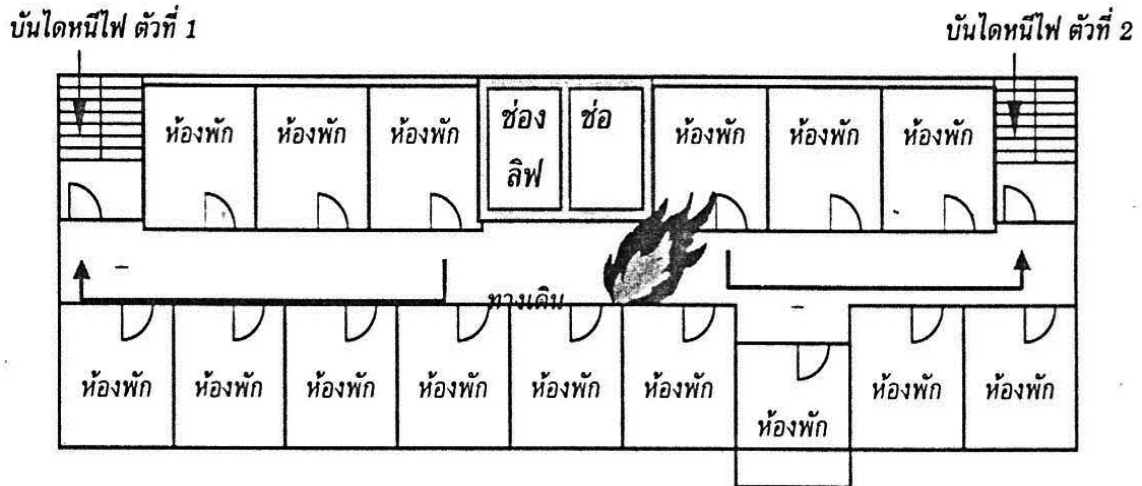 บันไดหนีไฟ ตัวที่ 1
บันไดหนีไฟ ตัวที่ 2
ห้องพัก ห้องพัก ห้องพัก ช่อง ช่อ ห้องพัก ห้องพัก ห้องพัก
ลิฟ
ทางเดิน
ห้องพัก ห้องพัก ห้องพัก ห้องพัก ห้องพัก ห้องพัก ห้องพัก ห้องพัก
ห้องพัก